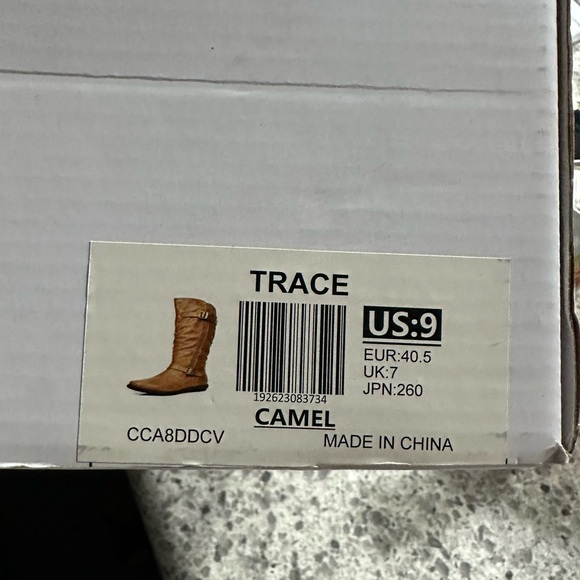 TRACE
US:9
EUR:40.5
UK:7
JPN:260
192623083734
CAMEL
CCA8DDCV
MADE IN CHINA